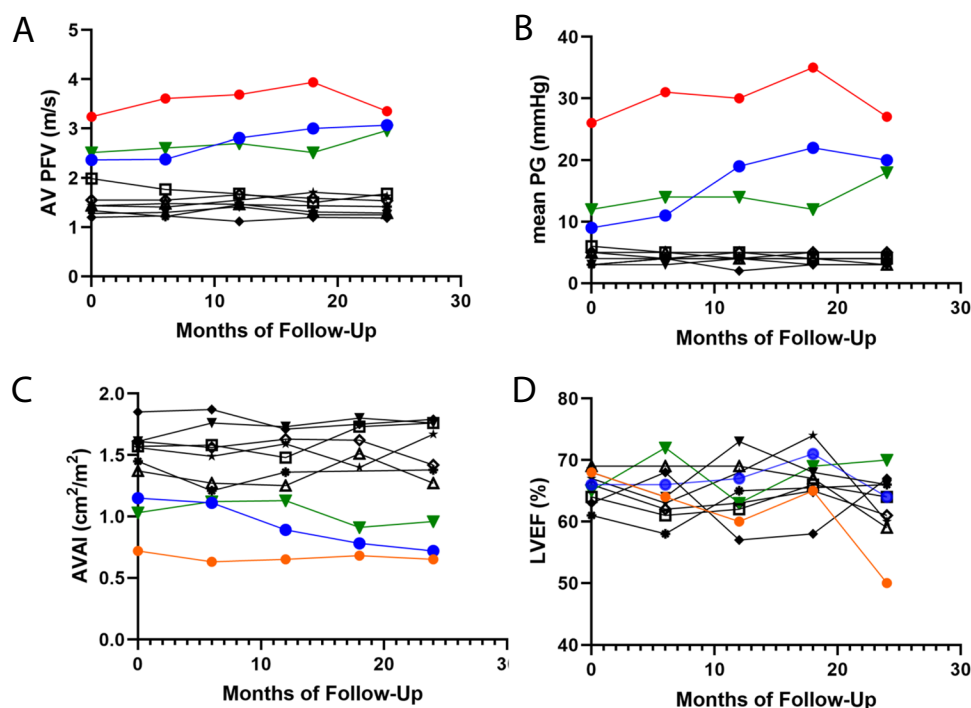 A
AV PFV (m/s)
5
4
3
2
1
0
0 10 20 30
Months of Follow-Up
B
mean PG (mmHg)
40
30
20
10
0
0 10 20 30
Months of Follow-Up
C
AVAI (cm²/m²)
2.0
1.5
1.0
0.5
0.0
0 10 20
Months of Follow-Up
D
LVEF (%)
80
70
60
50
40
0 10 20 30
Months of Follow-Up